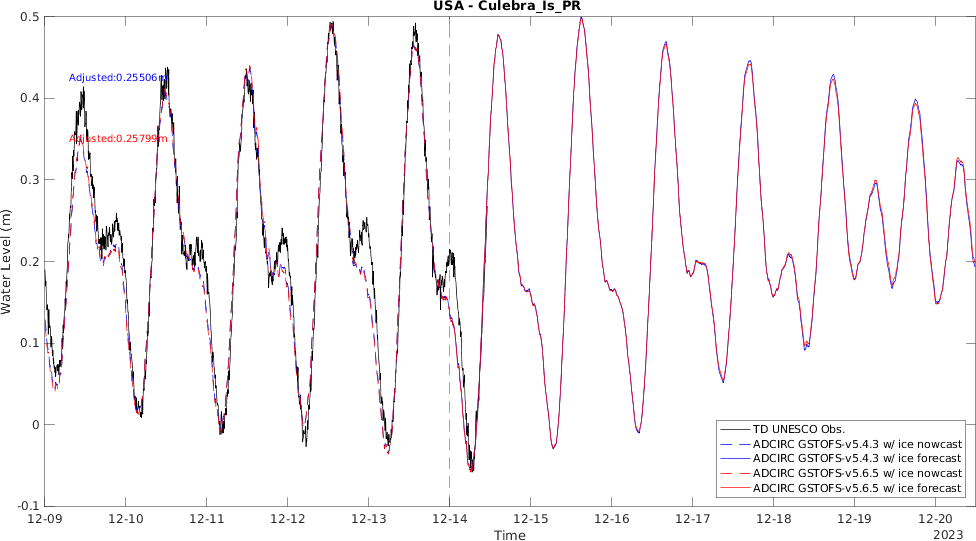 USA - Culebra_Is_PR
0.5
0.4
0.3
0.2
0.1
0
-0.1
Water Level (m)
Adjusted:0.25506m
Adjusted:0.25799m
TD UNESCO Obs.
ADCIRC GSTOFS-v5.4.3 w/ ice nowcast
ADCIRC GSTOFS-v5.4.3 w/ ice forecast
ADCIRC GSTOFS-v5.6.5 w/ ice nowcast
ADCIRC GSTOFS-v5.6.5 w/ ice forecast
12-09 12-10 12-11 12-12 12-13 12-14 12-15 12-16 12-17 12-18 12-19 12-20
Time
2023